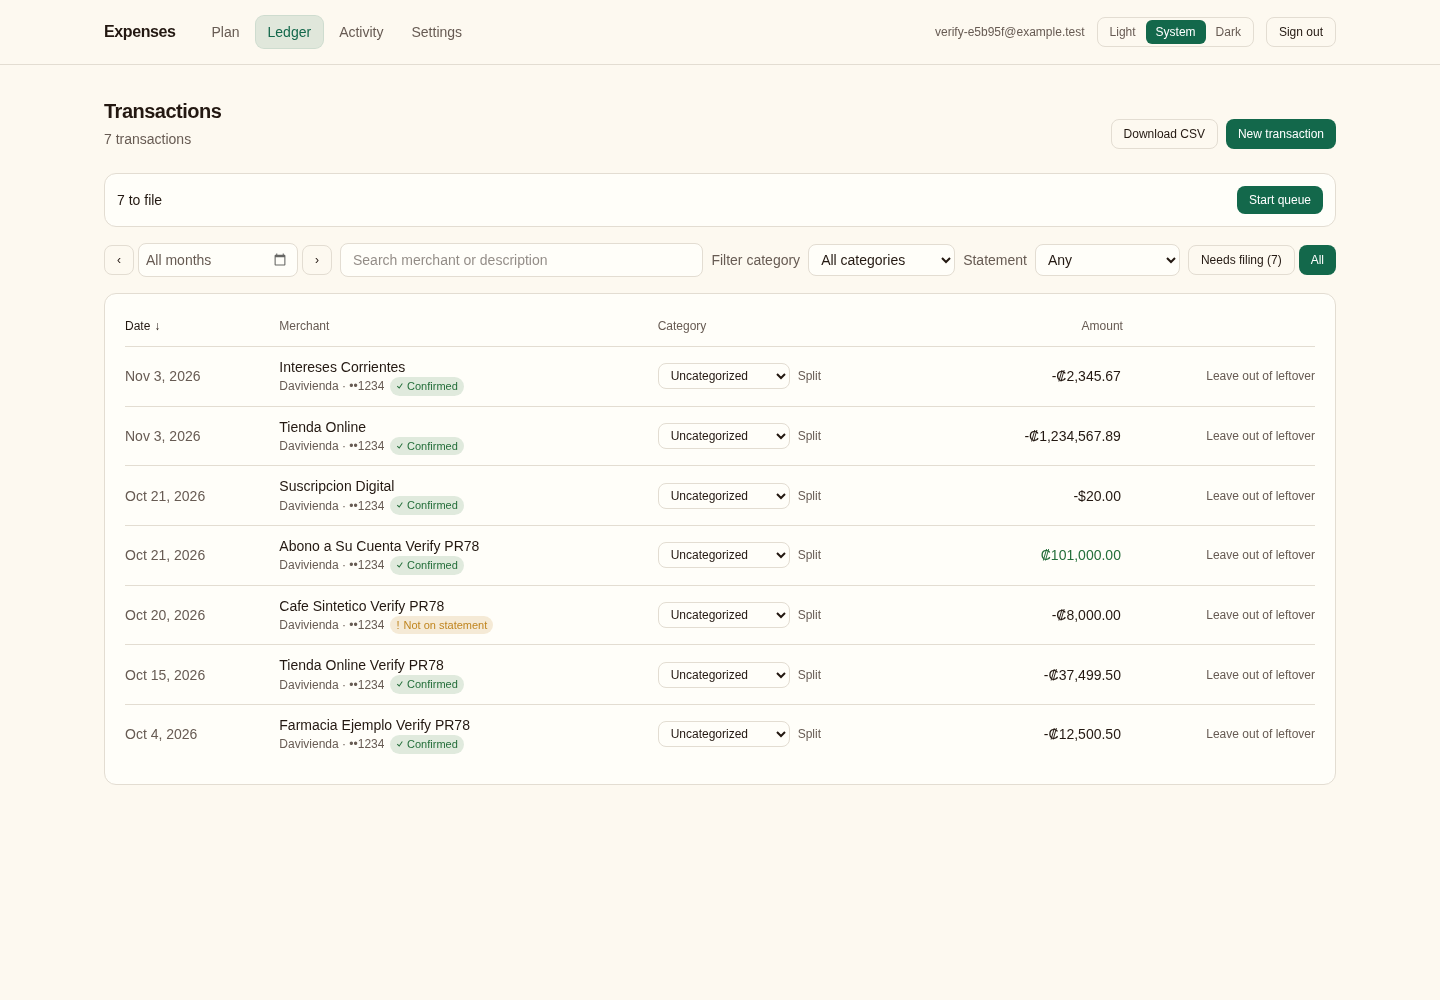 Expenses Plan Ledger Activity Settings verify-e5b95f@example.test Light System Dark Sign out
Transactions
7 transactions
Download CSV New transaction
7 to file Start queue
‹ All months › Search merchant or description Filter category All categories Statement Any Needs filing (7) All
Date ↓ Merchant Category Amount
Nov 3, 2026 Intereses Corrientes Uncategorized Split -₡2,345.67 Leave out of leftover
Davivienda · ••1234 ✓ Confirmed
Nov 3, 2026 Tienda Online Uncategorized Split -₡1,234,567.89 Leave out of leftover
Davivienda · ••1234 ✓ Confirmed
Oct 21, 2026 Suscripcion Digital Uncategorized Split -$20.00 Leave out of leftover
Davivienda · ••1234 ✓ Confirmed
Oct 21, 2026 Abono a Su Cuenta Verify PR78 Uncategorized Split ₡101,000.00 Leave out of leftover
Davivienda · ••1234 ✓ Confirmed
Oct 20, 2026 Cafe Sintetico Verify PR78 Uncategorized Split -₡8,000.00 Leave out of leftover
Davivienda · ••1234 ! Not on statement
Oct 15, 2026 Tienda Online Verify PR78 Uncategorized Split -₡37,499.50 Leave out of leftover
Davivienda · ••1234 ✓ Confirmed
Oct 4, 2026 Farmacia Ejemplo Verify PR78 Uncategorized Split -₡12,500.50 Leave out of leftover
Davivienda · ••1234 ✓ Confirmed